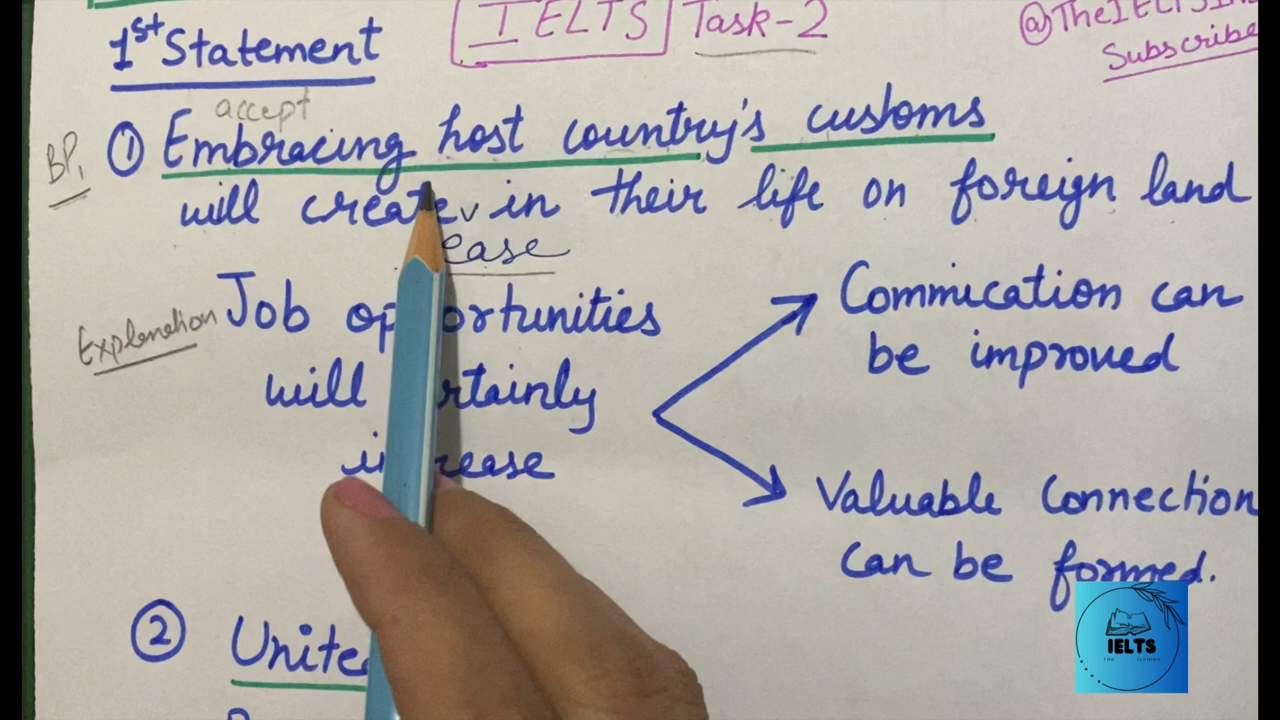 IELTS Task-2
@TheIELTSIn
Subscribe
1st Statement
accept
BP1 ① Embracing host country's customs
will create ✓ in their life on foreign land
ease
Explanation Job opportunities
will certainly
increase
Commication can
be improved
Valuable Connection
can be formed.
② Unite
IELTS